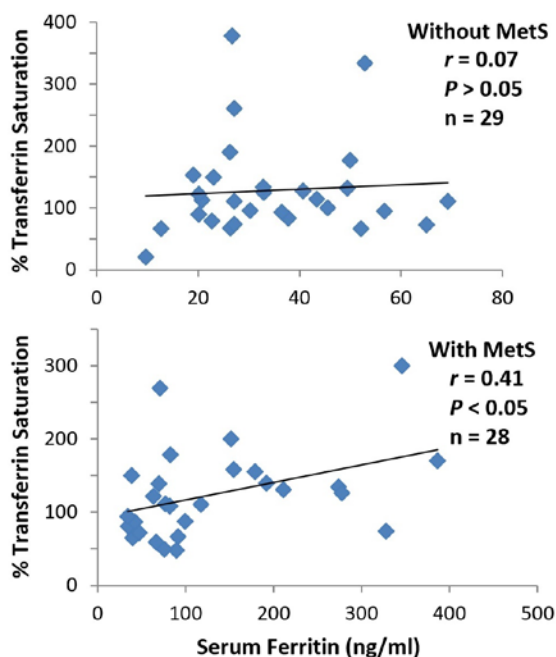 400
Without MetS
r = 0.07
P > 0.05
n = 29
300
200
100
0
% Transferrin Saturation
0 20 40 60 80
With MetS
r = 0.41
P < 0.05
n = 28
300
200
100
0
% Transferrin Saturation
0 100 200 300 400 500
Serum Ferritin (ng/ml)